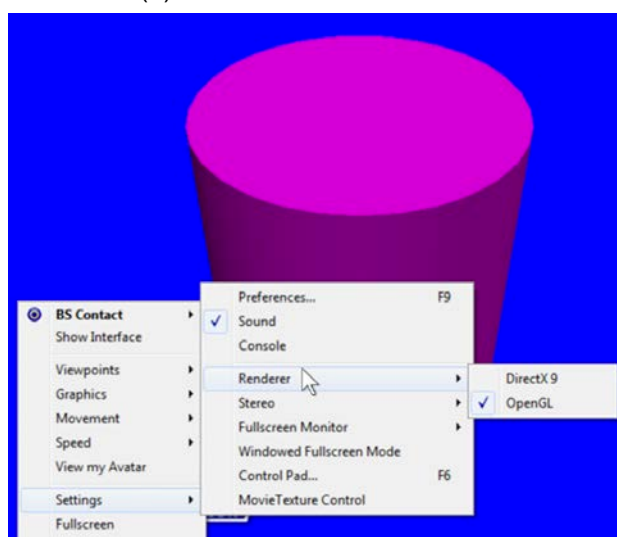 BS Contact
Show Interface
Viewpoints
Graphics
Movement
Speed
View my Avatar
Settings
Fullscreen
Preferences... F9
Sound
Console
Renderer
Stereo
Fullscreen Monitor
Windowed Fullscreen Mode
Control Pad... F6
MovieTexture Control
DirectX 9
OpenGL